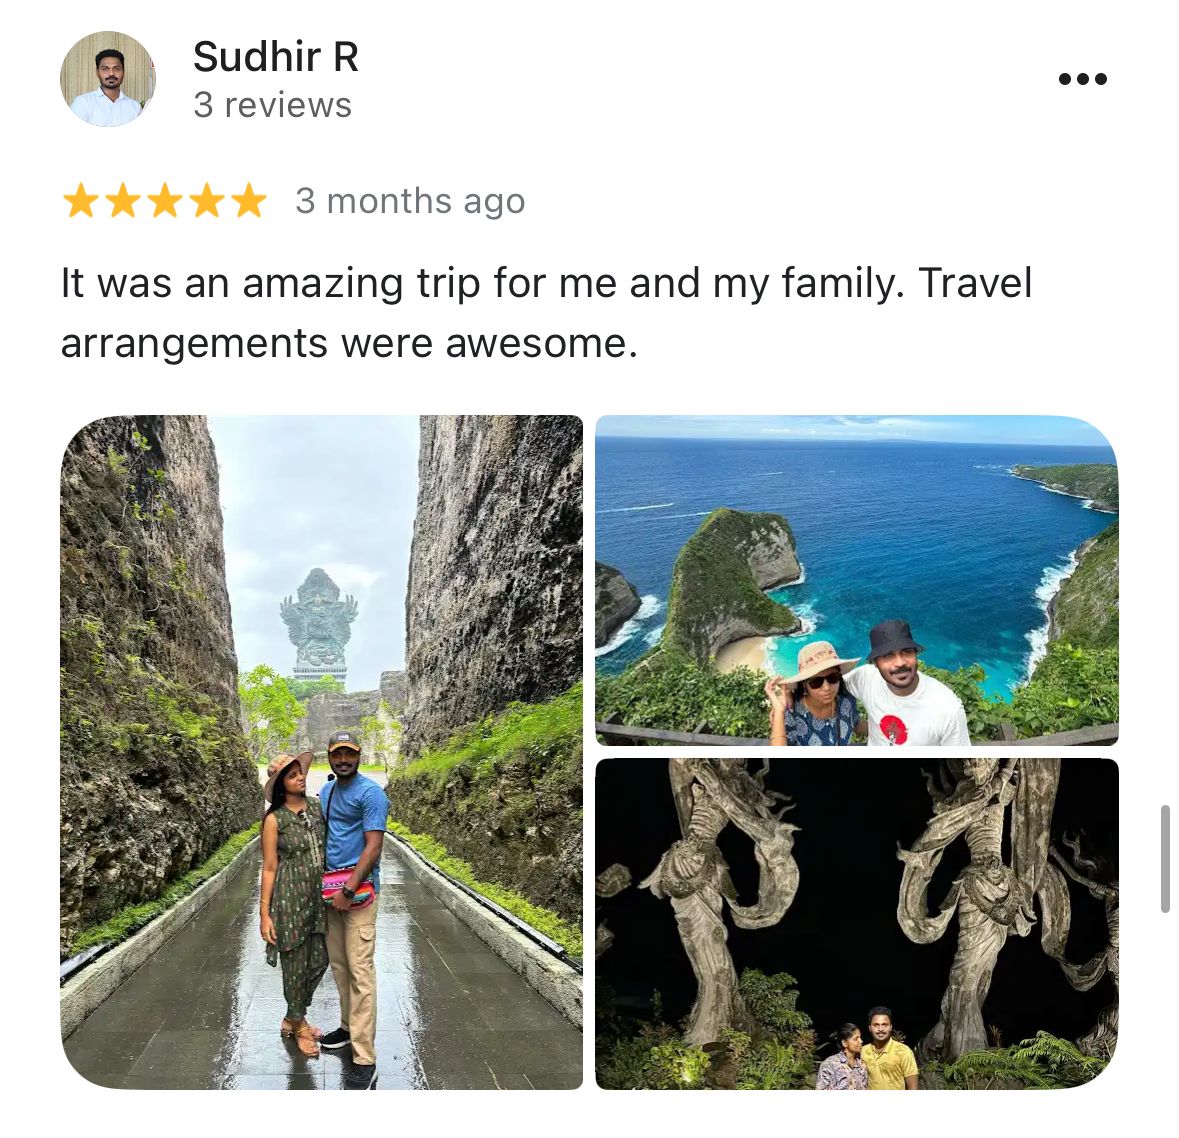 Sudhir R
3 reviews
3 months ago
It was an amazing trip for me and my family. Travel
arrangements were awesome.